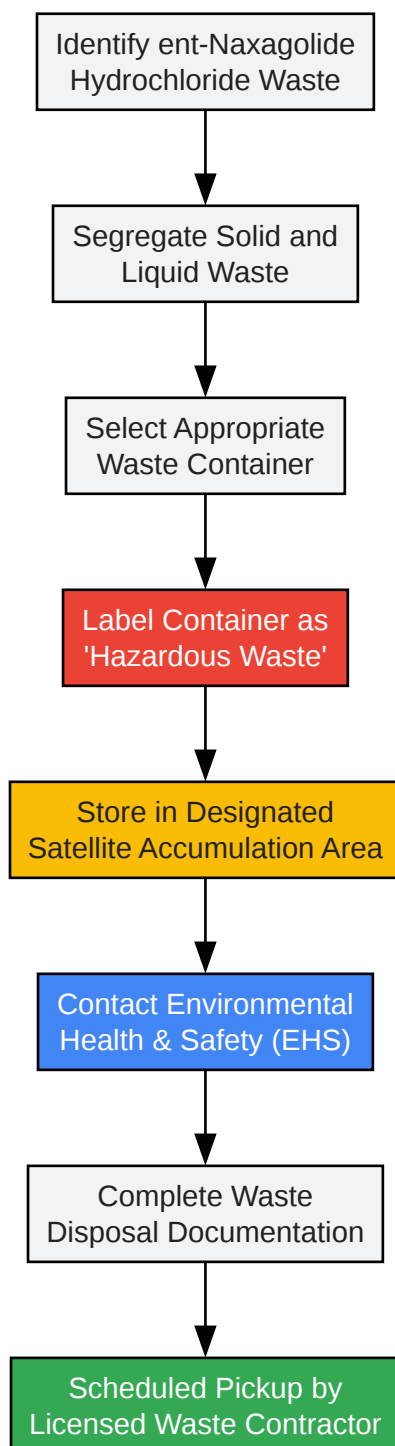 Identify ent-Naxagolide
Hydrochloride Waste
Segregate Solid and
Liquid Waste
Select Appropriate
Waste Container
Label Container as
'Hazardous Waste'
Store in Designated
Satellite Accumulation Area
Contact Environmental
Health & Safety (EHS)
Complete Waste
Disposal Documentation
Scheduled Pickup by
Licensed Waste Contractor